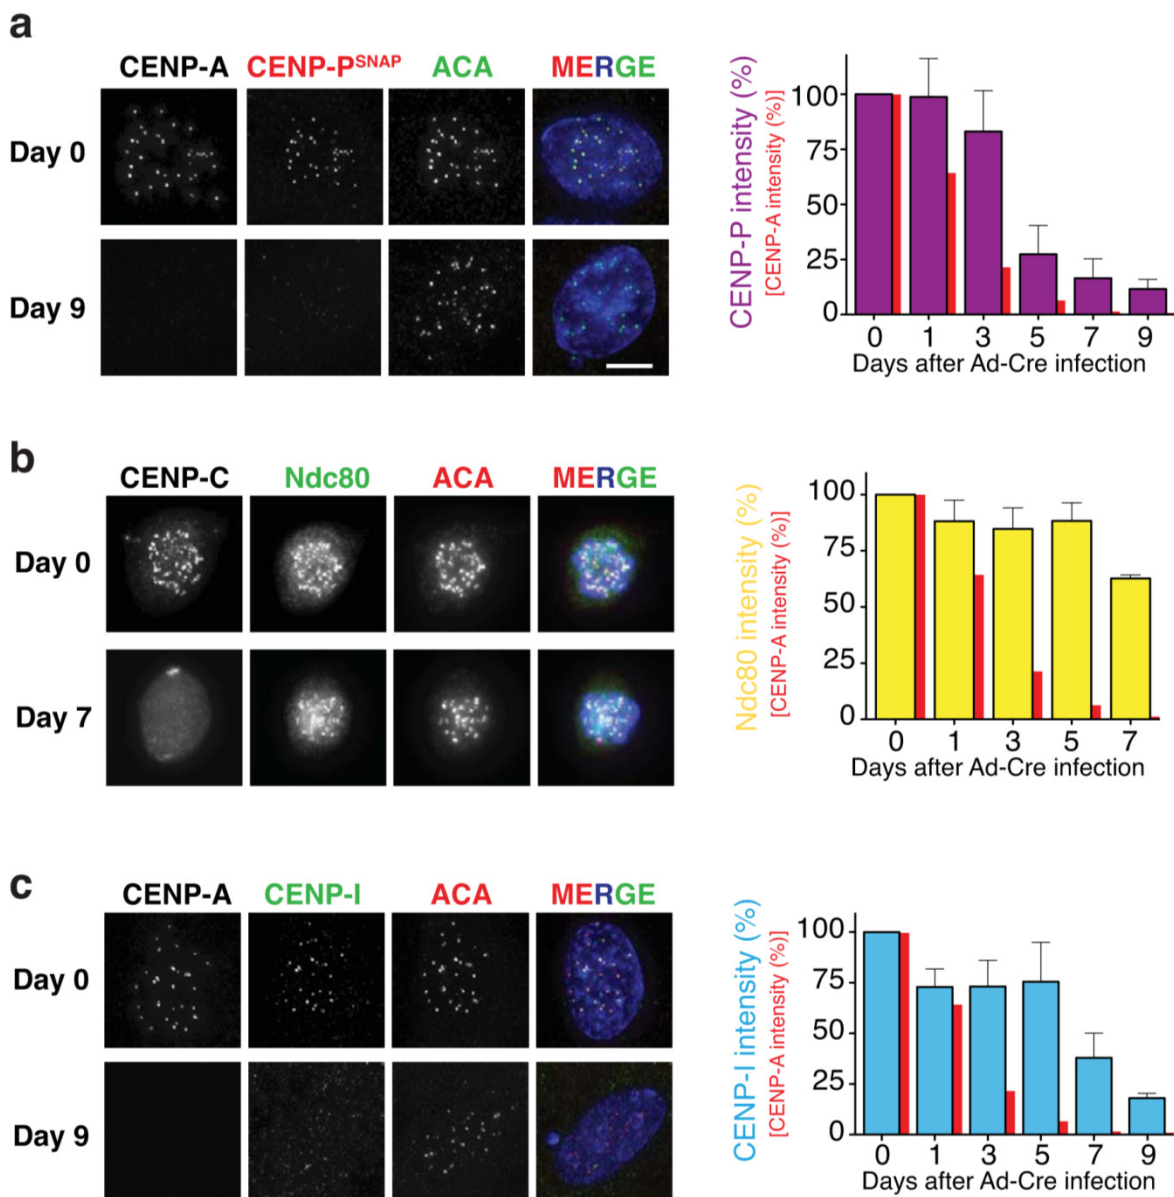 a
CENP-A CENP-P^SNAP ACA MERGE
Day 0
Day 9
CENP-P intensity (%)
[CENP-A intensity (%)]
100
75
50
25
0
0 1 3 5 7 9
Days after Ad-Cre infection
b
CENP-C Ndc80 ACA MERGE
Day 0
Day 7
Ndc80 intensity (%)
[CENP-A intensity (%)]
100
75
50
25
0
0 1 3 5 7
Days after Ad-Cre infection
c
CENP-A CENP-I ACA MERGE
Day 0
Day 9
CENP-I intensity (%)
[CENP-A intensity (%)]
100
75
50
25
0
0 1 3 5 7 9
Days after Ad-Cre infection